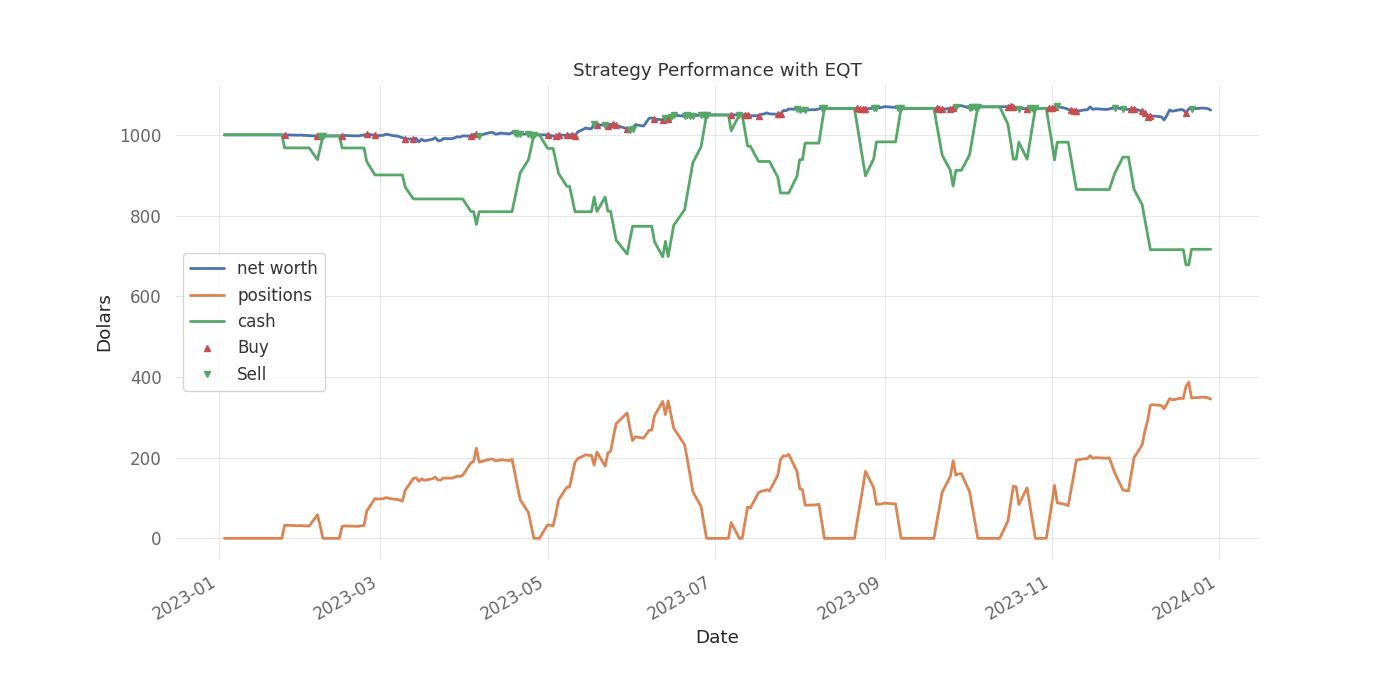 Strategy Performance with EQT
1000
800
600
400
200
0
Dolars
net worth
positions
cash
Buy
Sell
2023-01
2023-03
2023-05
2023-07
2023-09
2023-11
2024-01
Date